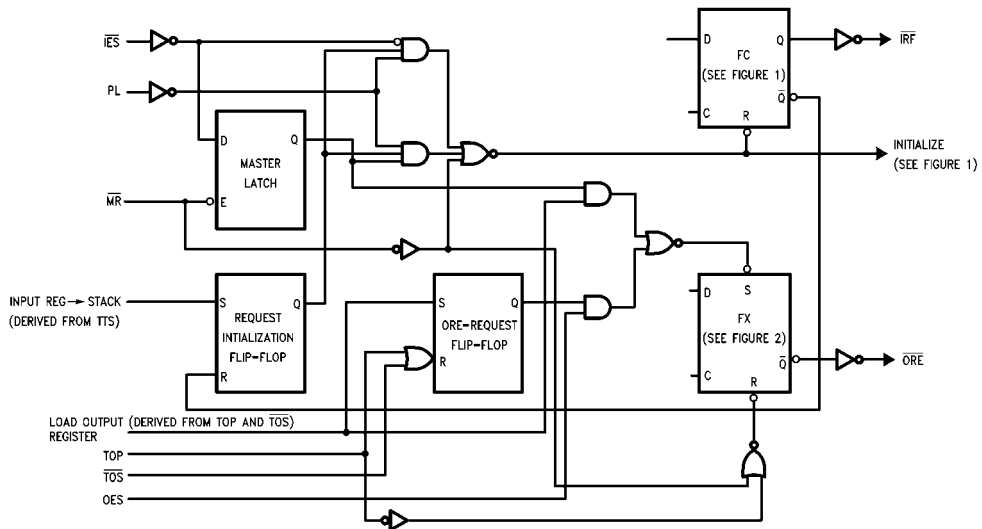 IES
PL
MR
D
Q
MASTER
LATCH
E
D
Q
FC
(SEE FIGURE 1)
Q
C
R
IRF
INITIALIZE
(SEE FIGURE 1)
INPUT REG→STACK
(DERIVED FROM TTS)
S
Q
REQUEST
INTIALIZATION
FLIP-FLOP
R
S
Q
ORE-REQUEST
FLIP-FLOP
R
S
D
FX
(SEE FIGURE 2)
Q
C
R
ORE
LOAD OUTPUT (DERIVED FROM TOP AND TOS)
REGISTER
TOP
TOS
OES